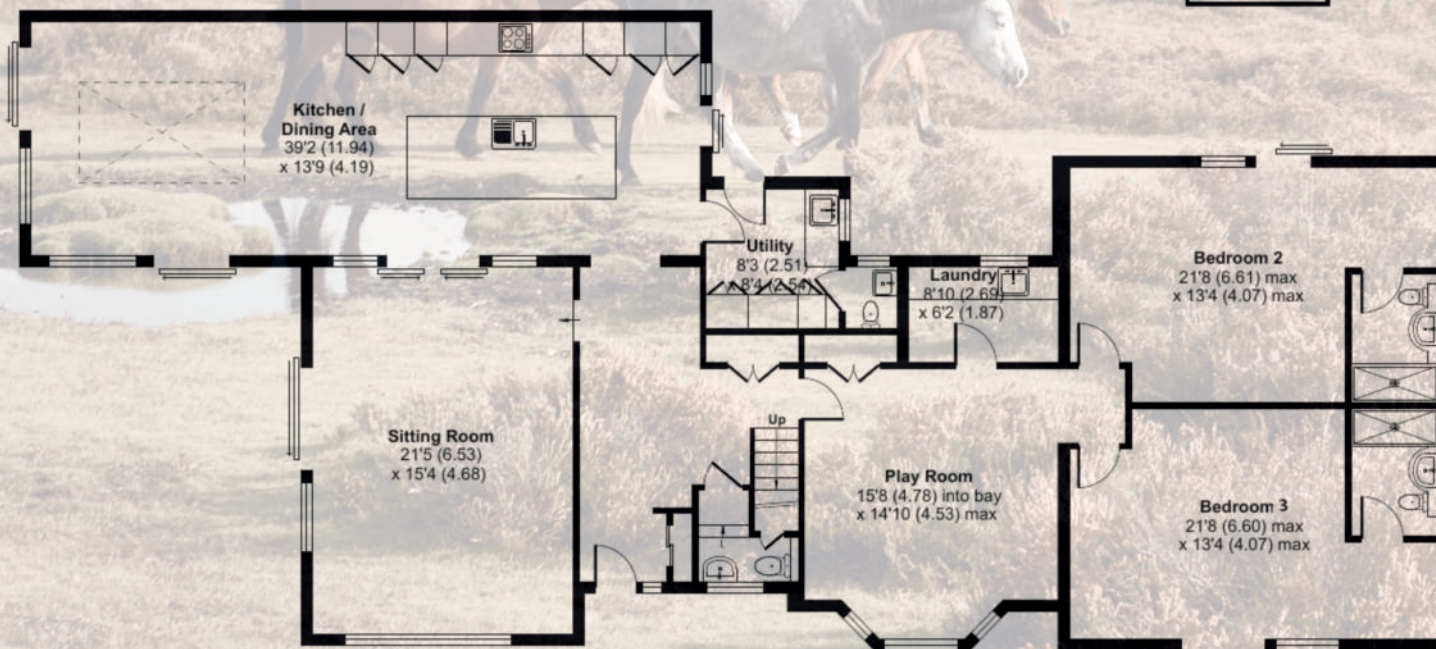 Kitchen /
Dining Area
39'2 (11.94)
x 13'9 (4.19)
Utility
8'3 (2.51)
x 8'4 (2.54)
Laundry
8'10 (2.69)
x 6'2 (1.87)
Bedroom 2
21'8 (6.61) max
x 13'4 (4.07) max
Up
Sitting Room
21'5 (6.53)
x 15'4 (4.68)
Play Room
15'8 (4.78) into bay
x 14'10 (4.53) max
Bedroom 3
21'8 (6.60) max
x 13'4 (4.07) max